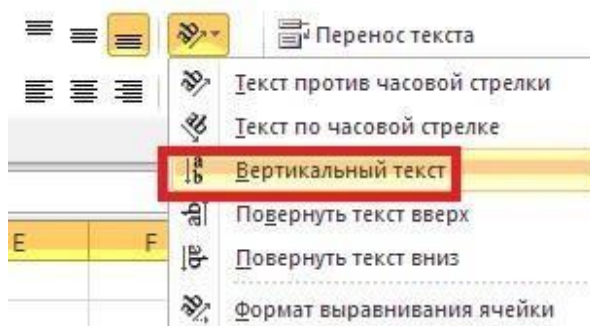 Перенос текста
Текст против часовой стрелки
Текст по часовой стрелке
Вертикальный текст
Повернуть текст вверх
Повернуть текст вниз
Формат выравнивания ячейки
E F